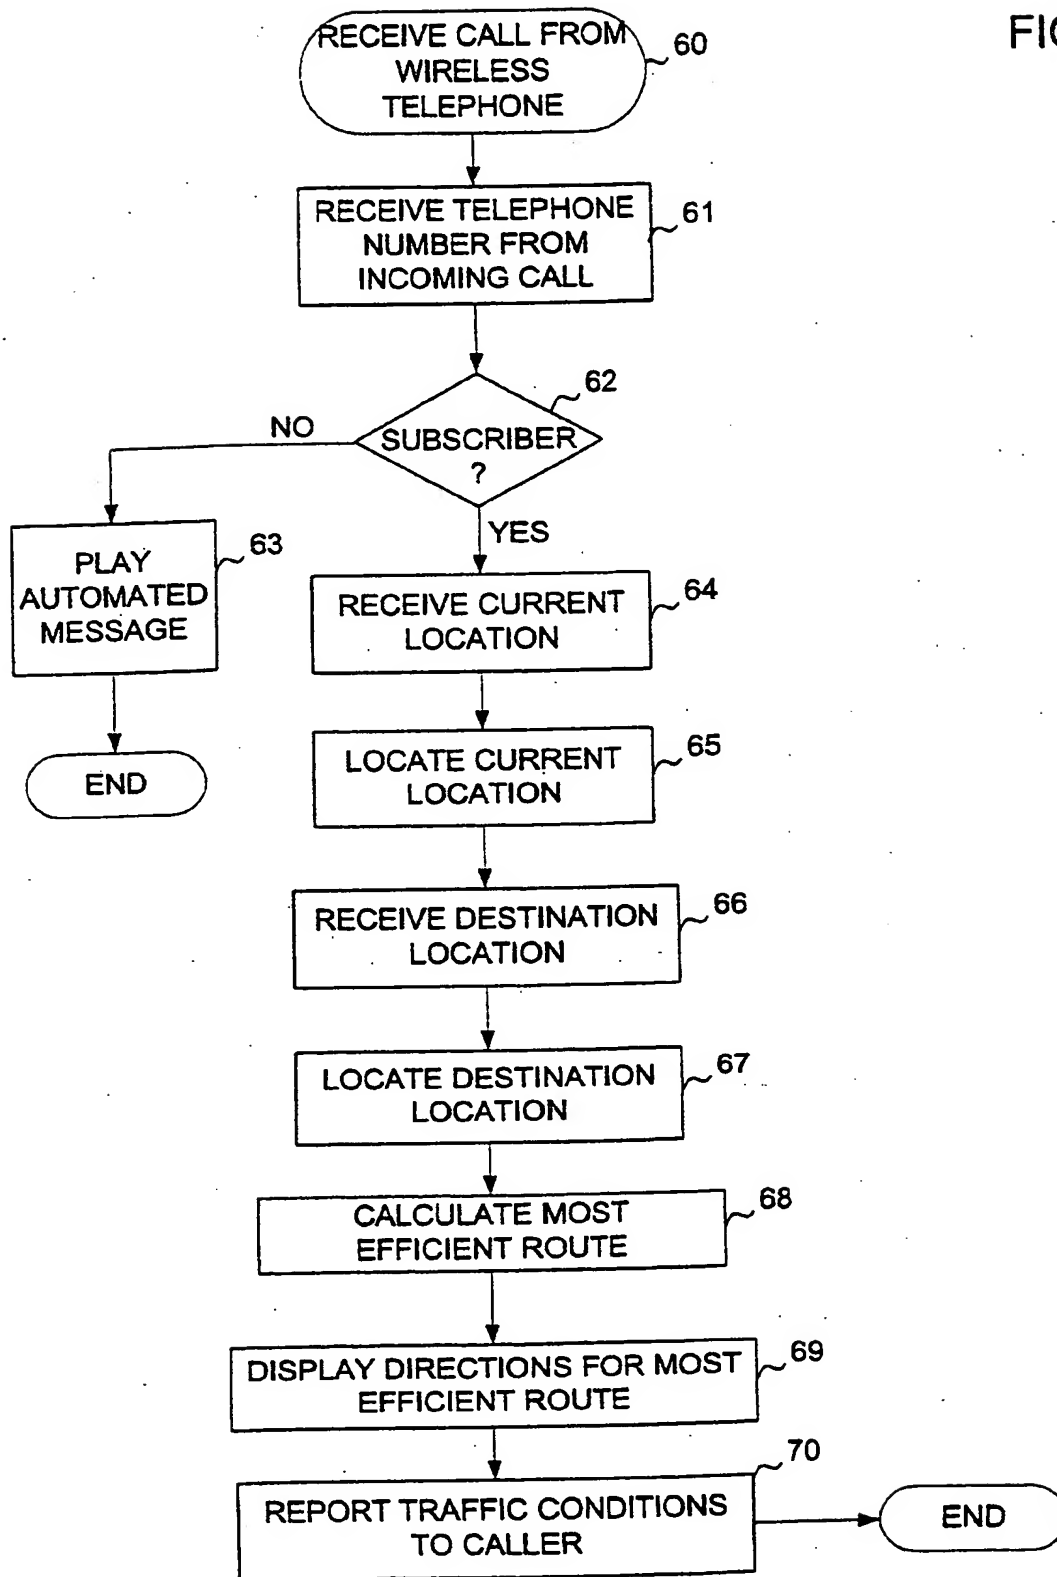 FIG
RECEIVE CALL FROM
WIRELESS
TELEPHONE
60
RECEIVE TELEPHONE
NUMBER FROM
INCOMING CALL
61
SUBSCRIBER
?
62
NO
YES
PLAY
AUTOMATED
MESSAGE
63
END
RECEIVE CURRENT
LOCATION
64
LOCATE CURRENT
LOCATION
65
RECEIVE DESTINATION
LOCATION
66
LOCATE DESTINATION
LOCATION
67
CALCULATE MOST
EFFICIENT ROUTE
68
DISPLAY DIRECTIONS FOR MOST
EFFICIENT ROUTE
69
REPORT TRAFFIC CONDITIONS
TO CALLER
70
END